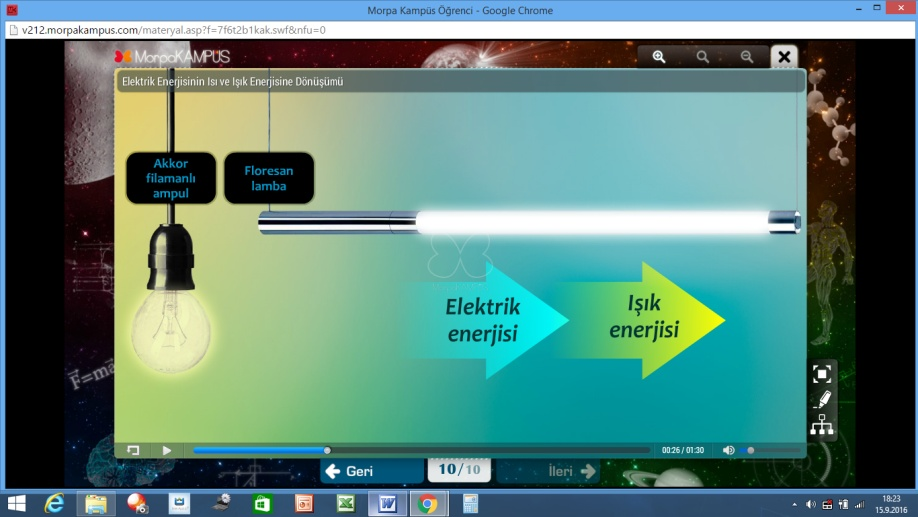 Morpa Kampüs Öğrenci - Google Chrome
v212.morpakampus.com/materyal.asp?f=7f6t2b1kak.swf&nfu=0
MorpaKAMPUS
Elektrik Enerjisinin Isı ve Işık Enerjisine Dönüşümü
Akkor
filamanlı
ampul
Floresan
lamba
Elektrik
enerjisi
Işık
enerjisi
F=ma
00:26 / 01:30
Geri
10/10
İleri
18:23
15.9.2016